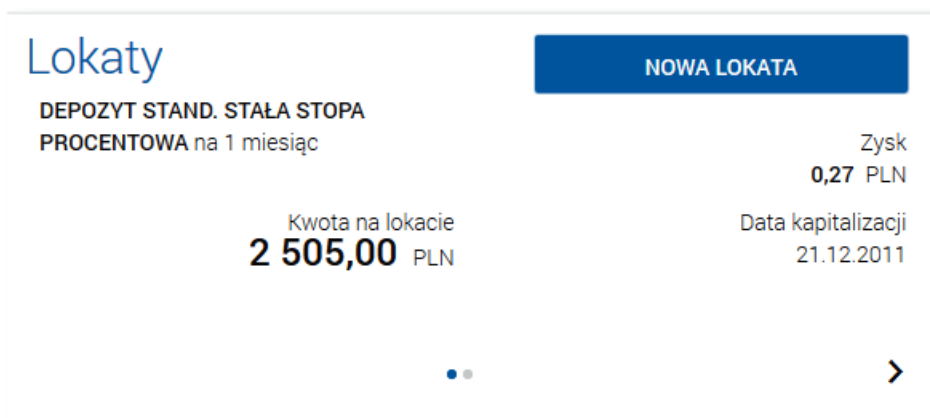 Lokaty
NOWA LOKATA
DEPOZYT STAND. STAŁA STOPA
PROCENTOWA na 1 miesiąc
Zysk
0,27 PLN
Kwota na lokacie
2 505,00 PLN
Data kapitalizacji
21.12.2011